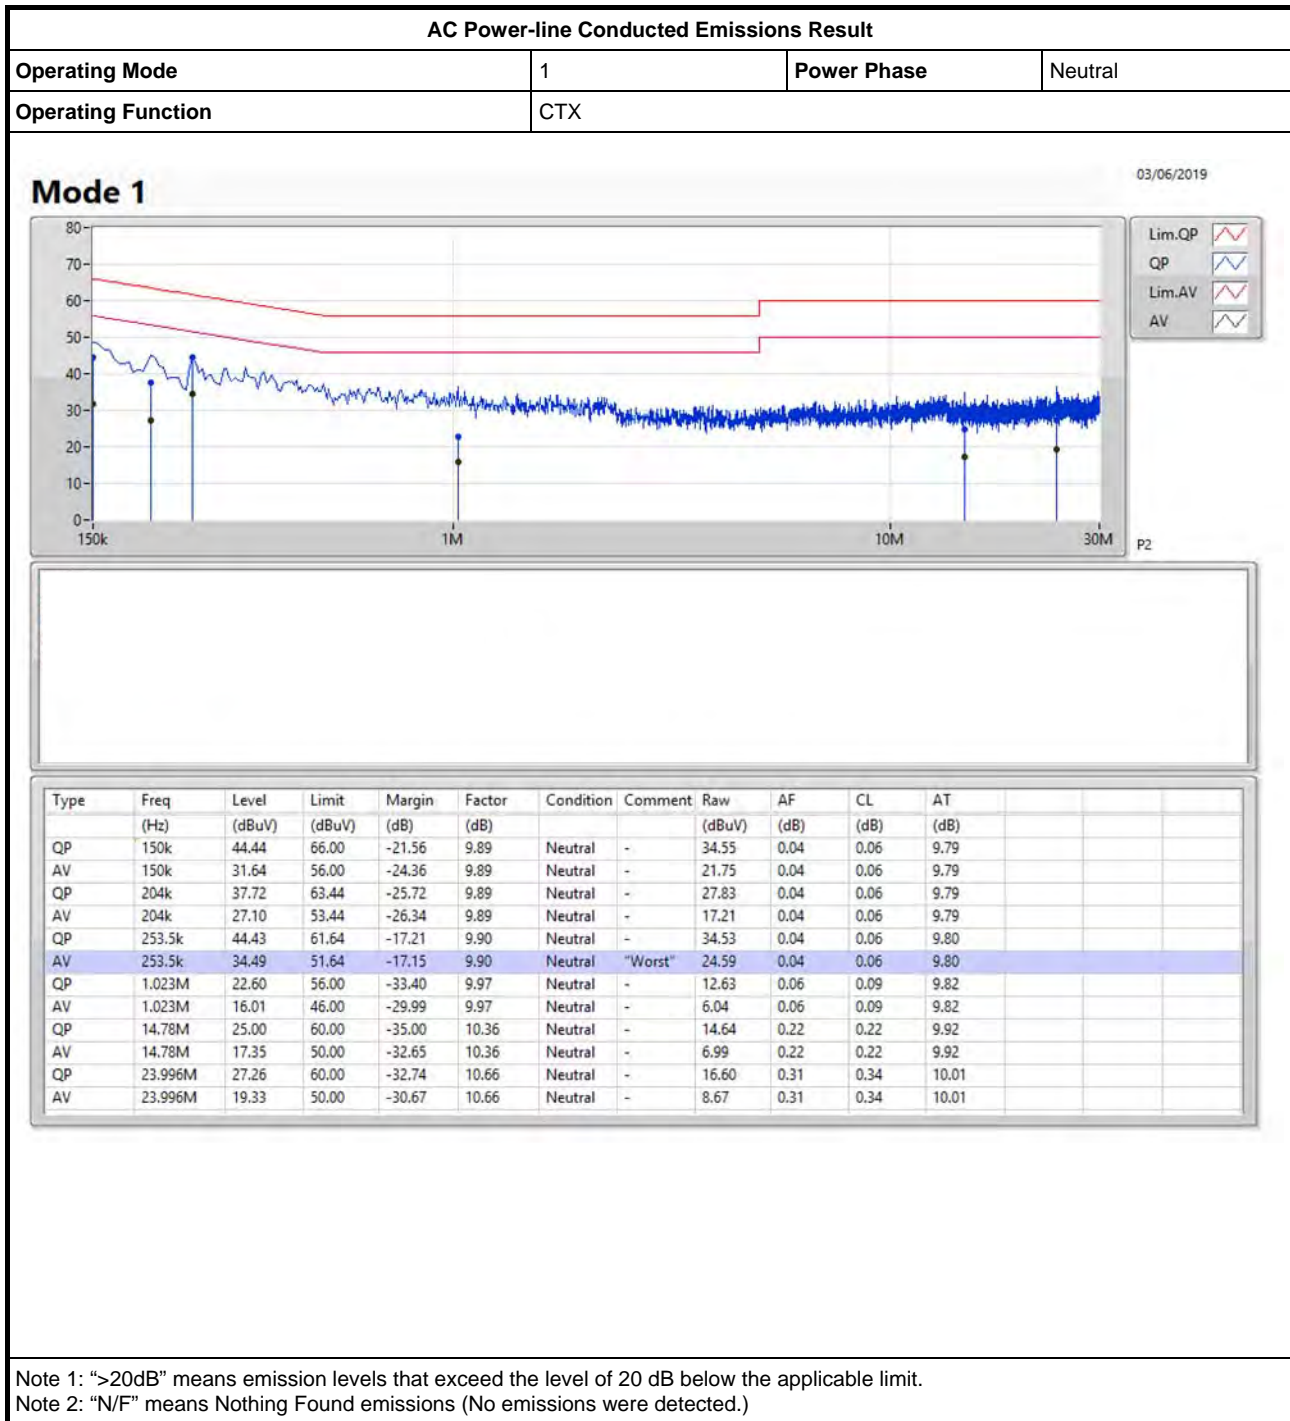 AC Power-line Conducted Emissions Result
Operating Mode 1 Power Phase Neutral
Operating Function CTX
03/06/2019
Mode 1
80
70
60
50
40
30
20
10
0
150k 1M 10M 30M
Lim.QP
QP
Lim.AV
AV
P2
Type Freq Level Limit Margin Factor Condition Comment Raw AF CL AT
(Hz) (dBuV) (dBuV) (dB) (dB) (dBuV) (dB) (dB) (dB)
QP 150k 44.44 66.00 -21.56 9.89 Neutral - 34.55 0.04 0.06 9.79
AV 150k 31.64 56.00 -24.36 9.89 Neutral - 21.75 0.04 0.06 9.79
QP 204k 37.72 63.44 -25.72 9.89 Neutral - 27.83 0.04 0.06 9.79
AV 204k 27.10 53.44 -26.34 9.89 Neutral - 17.21 0.04 0.06 9.79
QP 253.5k 44.43 61.64 -17.21 9.90 Neutral - 34.53 0.04 0.06 9.80
AV 253.5k 34.49 51.64 -17.15 9.90 Neutral "Worst" 24.59 0.04 0.06 9.80
QP 1.023M 22.60 56.00 -33.40 9.97 Neutral - 12.63 0.06 0.09 9.82
AV 1.023M 16.01 46.00 -29.99 9.97 Neutral - 6.04 0.06 0.09 9.82
QP 14.78M 25.00 60.00 -35.00 10.36 Neutral - 14.64 0.22 0.22 9.92
AV 14.78M 17.35 50.00 -32.65 10.36 Neutral - 6.99 0.22 0.22 9.92
QP 23.996M 27.26 60.00 -32.74 10.66 Neutral - 16.60 0.31 0.34 10.01
AV 23.996M 19.33 50.00 -30.67 10.66 Neutral - 8.67 0.31 0.34 10.01
Note 1: “>20dB” means emission levels that exceed the level of 20 dB below the applicable limit.
Note 2: “N/F” means Nothing Found emissions (No emissions were detected.)